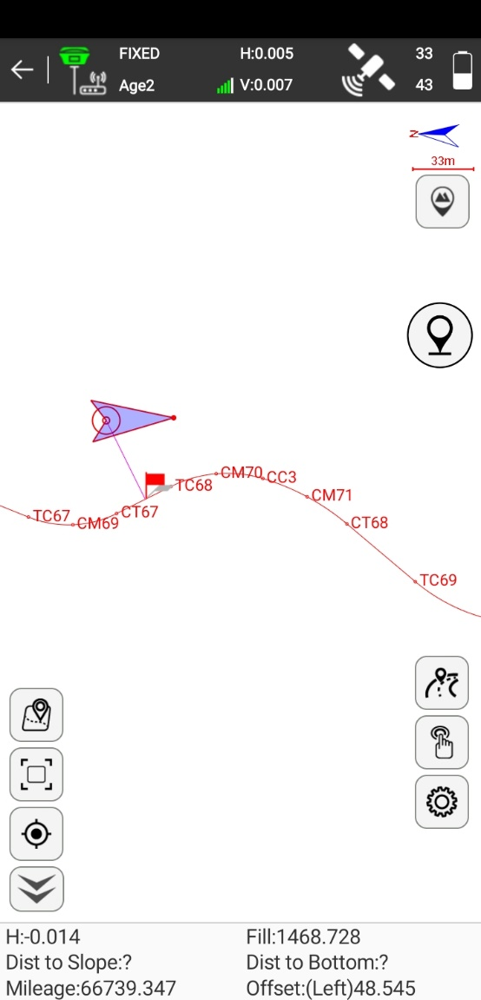 FIXED H:0.005 33
Age2 V:0.007 43
N
33m
TC68 CM70 CC3
CM71
TC67 CM69 CT67
CT68
TC69
H:-0.014 Fill:1468.728
Dist to Slope:? Dist to Bottom:?
Mileage:66739.347 Offset:(Left)48.545